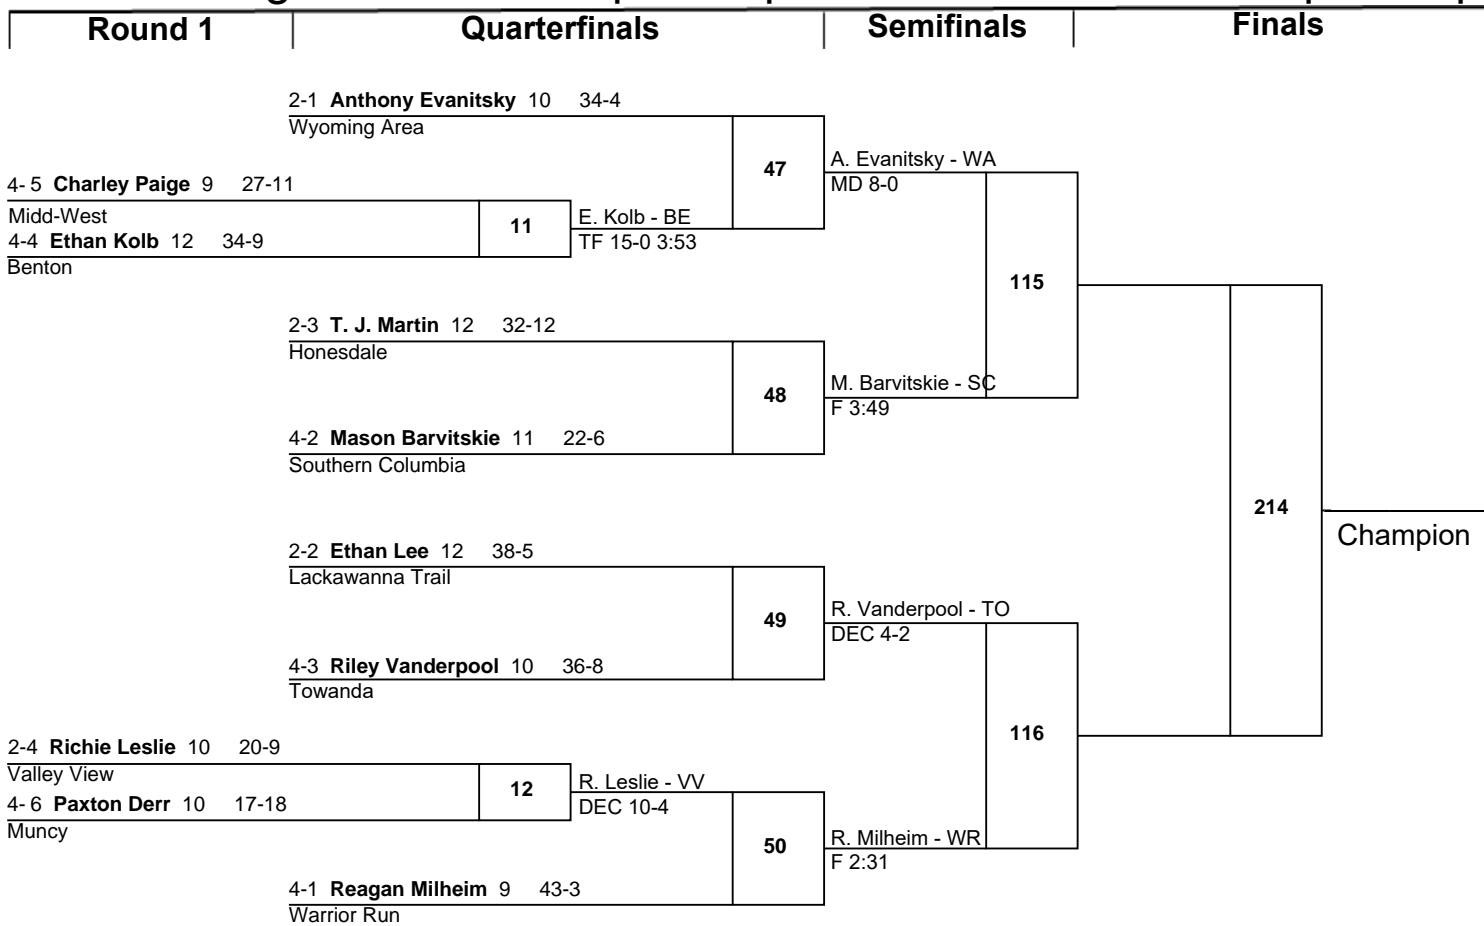 Round 1 Quarterfinals Semifinals Finals
2-1 Anthony Evanitsky 10 34-4
Wyoming Area
47
A. Evanitsky - WA
MD 8-0
4- 5 Charley Paige 9 27-11
Midd-West
11
E. Kolb - BE
TF 15-0 3:53
4-4 Ethan Kolb 12 34-9
Benton
115
2-3 T. J. Martin 12 32-12
Honesdale
48
M. Barvitskie - SC
F 3:49
4-2 Mason Barvitskie 11 22-6
Southern Columbia
214
Champion
2-2 Ethan Lee 12 38-5
Lackawanna Trail
49
R. Vanderpool - TO
DEC 4-2
4-3 Riley Vanderpool 10 36-8
Towanda
116
2-4 Richie Leslie 10 20-9
Valley View
12
R. Leslie - VV
DEC 10-4
4- 6 Paxton Derr 10 17-18
Muncy
50
R. Milheim - WR
F 2:31
4-1 Reagan Milheim 9 43-3
Warrior Run